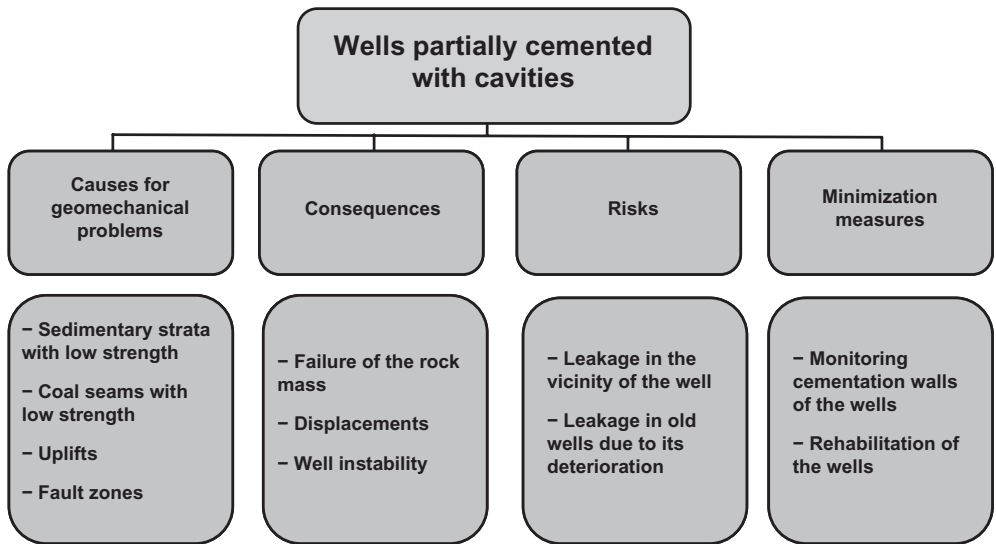 Wells partially cemented
with cavities
Causes for
geomechanical
problems
Consequences
Risks
Minimization
measures
− Sedimentary strata
with low strength
− Coal seams with
low strength
− Uplifts
− Fault zones
− Failure of the rock
mass
− Displacements
− Well instability
− Leakage in the
vicinity of the well
− Leakage in old
wells due to its
deterioration
− Monitoring
cementation walls
of the wells
− Rehabilitation of
the wells